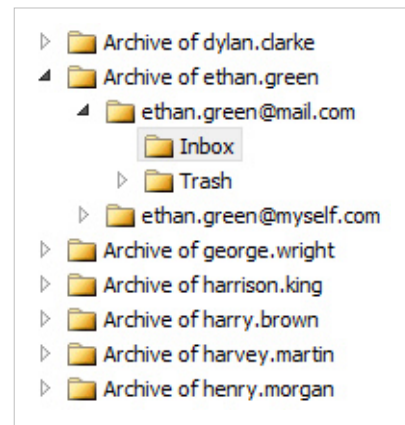 Archive of dylan.clarke
Archive of ethan.green
ethan.green@mail.com
Inbox
Trash
ethan.green@myself.com
Archive of george.wright
Archive of harrison.king
Archive of harry.brown
Archive of harvey.martin
Archive of henry.morgan